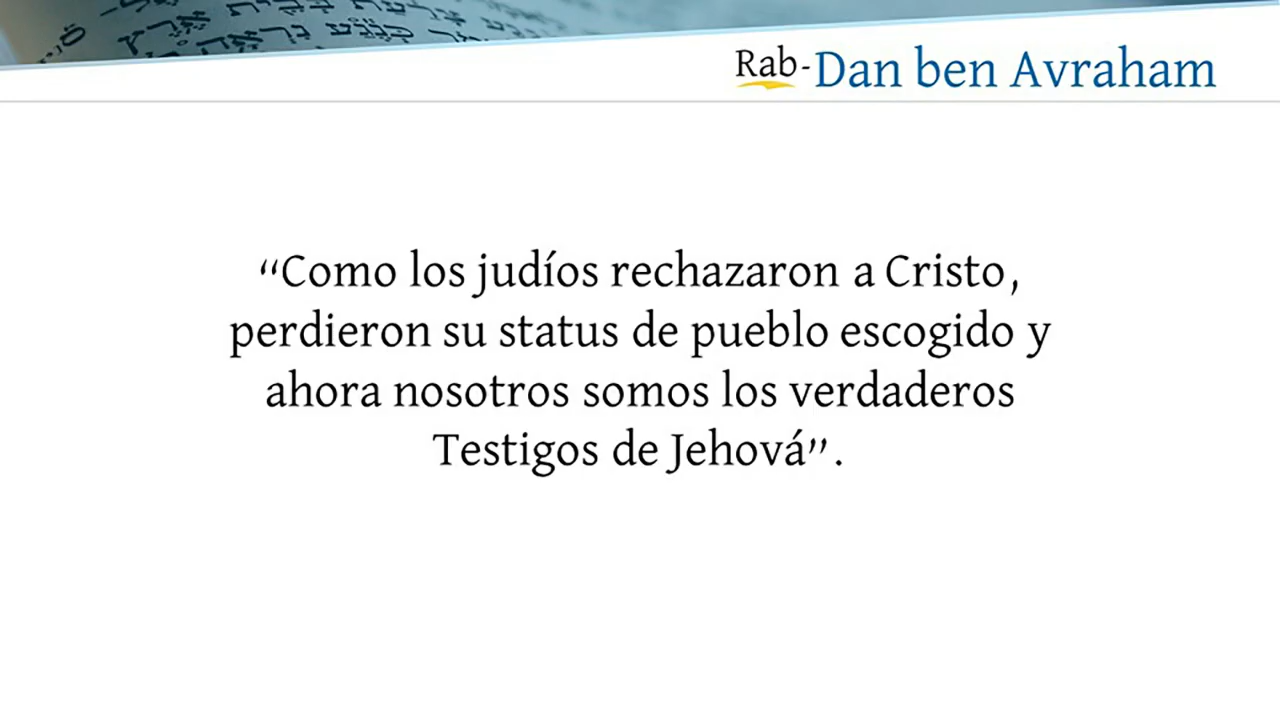 Rab-Dan ben Avraham
“Como los judíos rechazaron a Cristo,
perdieron su status de pueblo escogido y
ahora nosotros somos los verdaderos
Testigos de Jehová”.